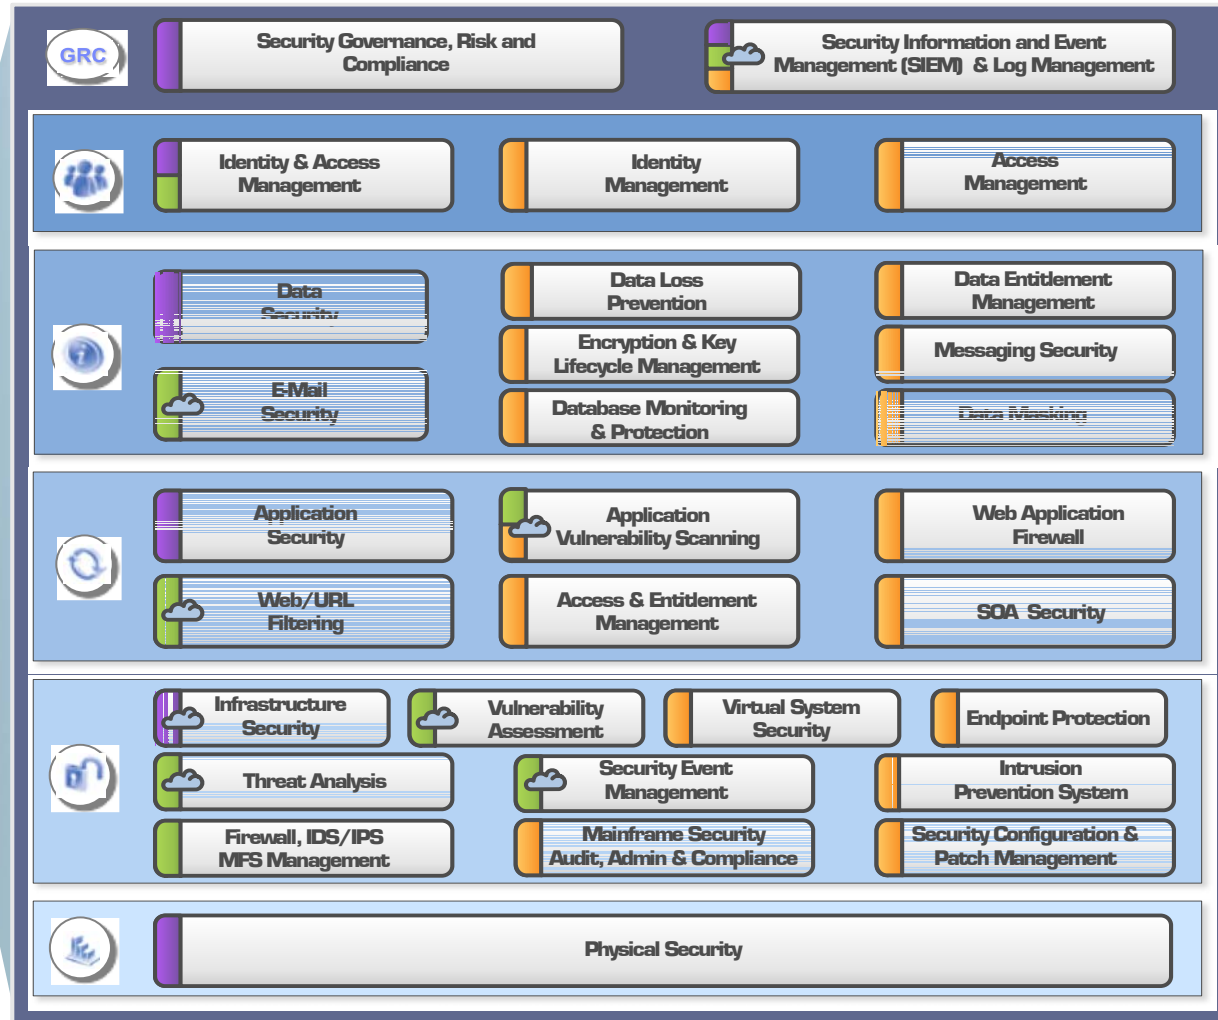 GRC
Security Governance, Risk and
Compliance
Security Information and Event
Management (SIEM) & Log Management
Identity & Access
Management
Identity
Management
Access
Management
Data
Security
Data Loss
Prevention
Data Entitlement
Management
Encryption & Key
Lifecycle Management
Messaging Security
E-Mail
Security
Database Monitoring
& Protection
Data Masking
Application
Security
Application
Vulnerability Scanning
Web Application
Firewall
Web/URL
Filtering
Access & Entitlement
Management
SOA Security
Infrastructure
Security
Vulnerability
Assessment
Virtual System
Security
Endpoint Protection
Threat Analysis
Security Event
Management
Intrusion
Prevention System
Firewall, IDS/IPS
MFS Management
Mainframe Security
Audit, Admin & Compliance
Security Configuration &
Patch Management
Physical Security